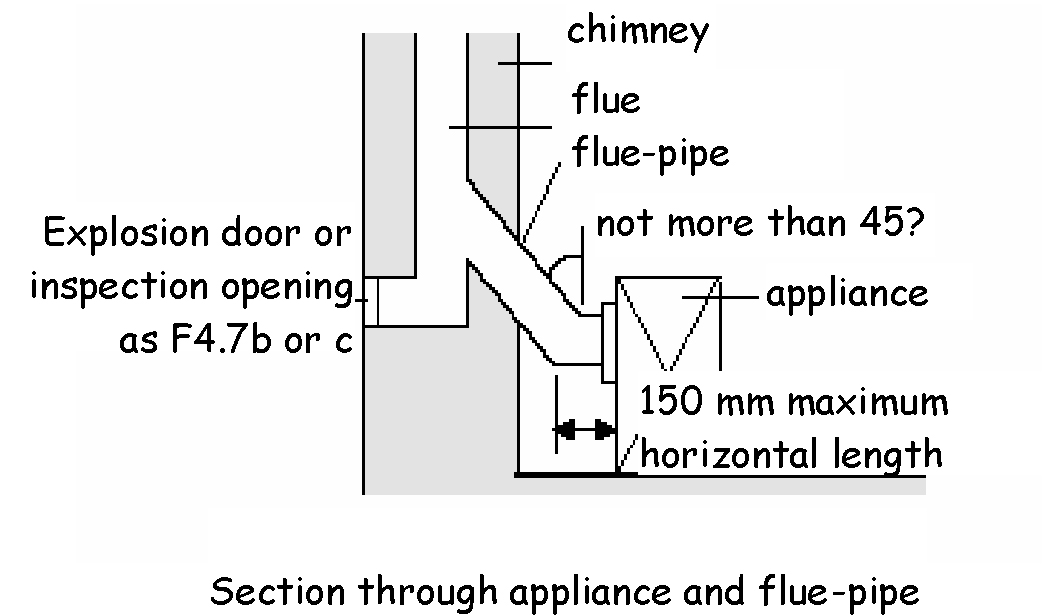 chimney
flue
flue-pipe
not more than 45?
Explosion door or
inspection opening
as F4.7b or c
appliance
150 mm maximum
horizontal length
Section through appliance and flue-pipe